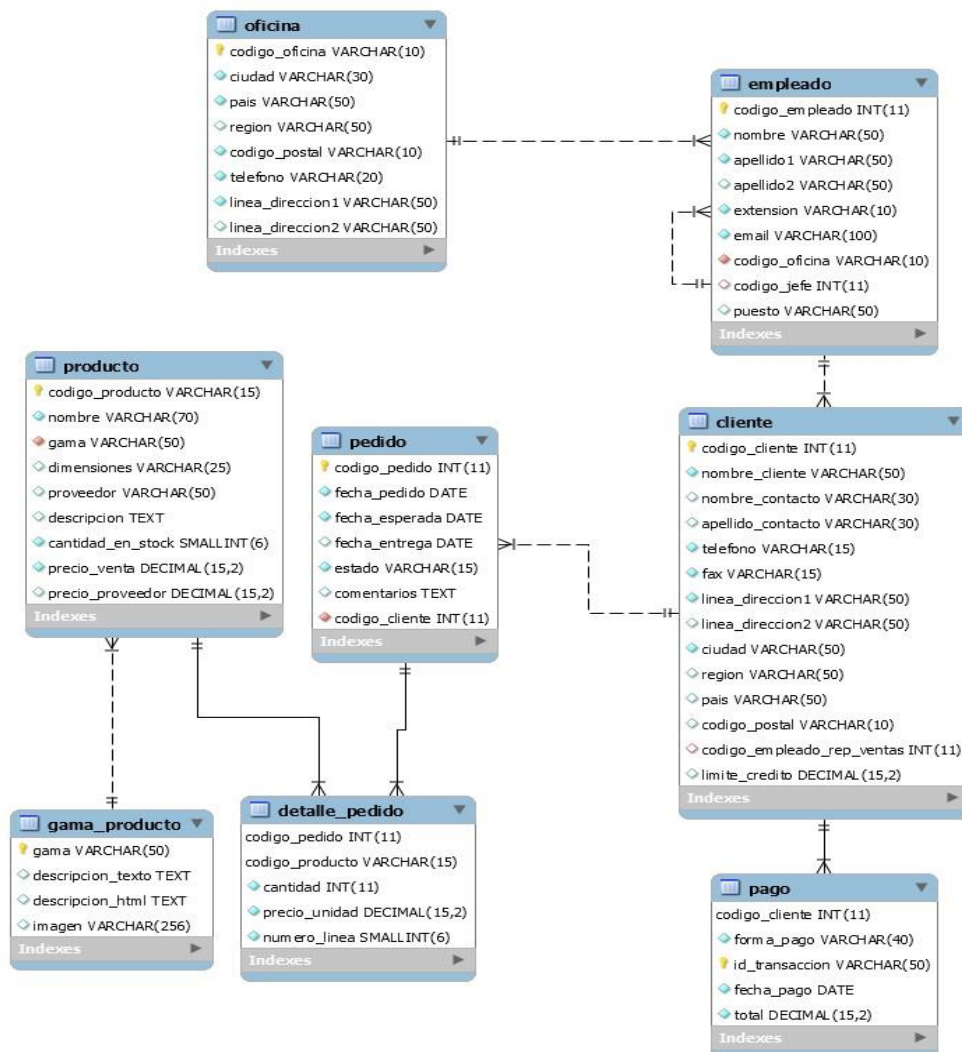 oficina
codigo_oficina VARCHAR(10)
ciudad VARCHAR(30)
pais VARCHAR(50)
region VARCHAR(50)
codigo_postal VARCHAR(10)
telefono VARCHAR(20)
linea_direccion1 VARCHAR(50)
linea_direccion2 VARCHAR(50)
Indexes
empleado
codigo_empleado INT(11)
nombre VARCHAR(50)
apellido1 VARCHAR(50)
apellido2 VARCHAR(50)
extension VARCHAR(10)
email VARCHAR(100)
codigo_oficina VARCHAR(10)
codigo_jefe INT(11)
puesto VARCHAR(50)
Indexes
producto
codigo_producto VARCHAR(15)
nombre VARCHAR(70)
gama VARCHAR(50)
dimensiones VARCHAR(25)
proveedor VARCHAR(50)
descripcion TEXT
cantidad_en_stock SMALLINT(6)
precio_venta DECIMAL(15,2)
precio_proveedor DECIMAL(15,2)
Indexes
pedido
codigo_pedido INT(11)
fecha_pedido DATE
fecha_esperada DATE
fecha_entrega DATE
estado VARCHAR(15)
comentarios TEXT
codigo_cliente INT(11)
Indexes
cliente
codigo_cliente INT(11)
nombre_cliente VARCHAR(50)
nombre_contacto VARCHAR(30)
apellido_contacto VARCHAR(30)
telefono VARCHAR(15)
fax VARCHAR(15)
linea_direccion1 VARCHAR(50)
linea_direccion2 VARCHAR(50)
ciudad VARCHAR(50)
region VARCHAR(50)
pais VARCHAR(50)
codigo_postal VARCHAR(10)
codigo_empleado_rep_ventas INT(11)
limite_credito DECIMAL(15,2)
Indexes
gama_producto
gama VARCHAR(50)
descripcion_texto TEXT
descripcion_html TEXT
imagen VARCHAR(256)
Indexes
detalle_pedido
codigo_pedido INT(11)
codigo_producto VARCHAR(15)
cantidad INT(11)
precio_unidad DECIMAL(15,2)
numero_linea SMALLINT(6)
Indexes
pago
codigo_cliente INT(11)
forma_pago VARCHAR(40)
id_transaccion VARCHAR(50)
fecha_pago DATE
total DECIMAL(15,2)
Indexes